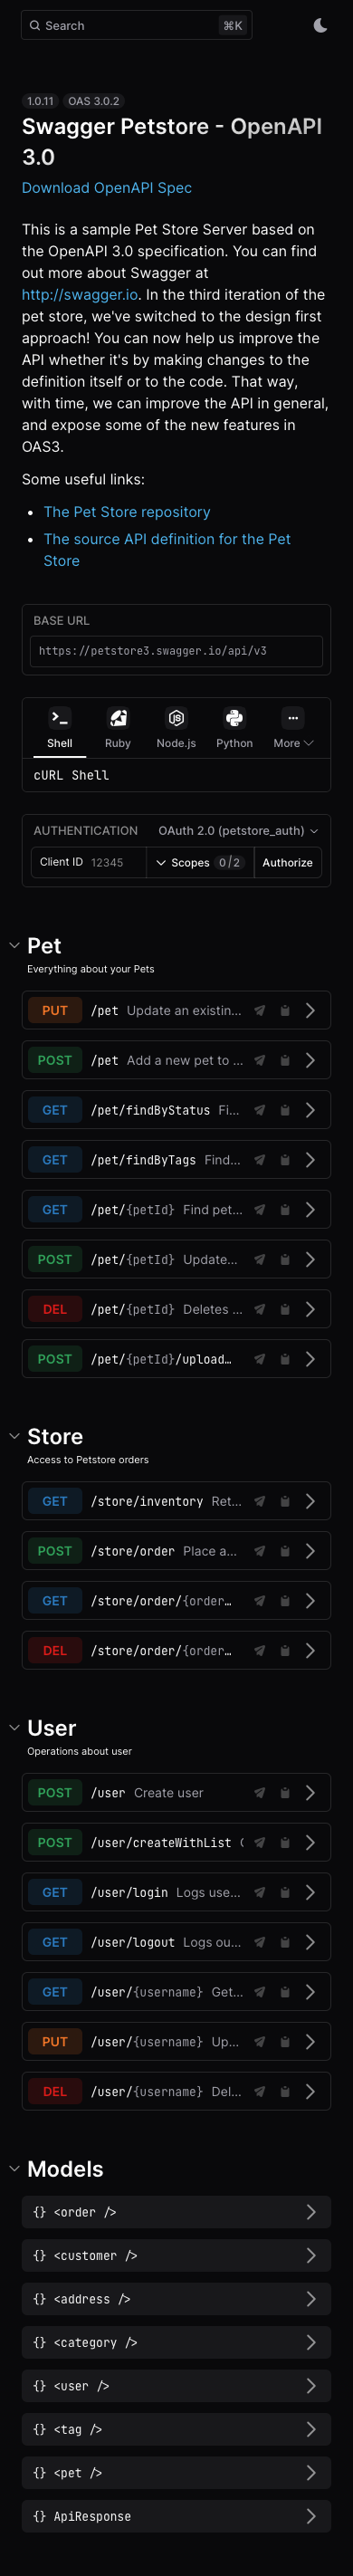 Search ⌘K
1.0.11 OAS 3.0.2
Swagger Petstore - OpenAPI
3.0
Download OpenAPI Spec
This is a sample Pet Store Server based on
the OpenAPI 3.0 specification. You can find
out more about Swagger at
http://swagger.io. In the third iteration of the
pet store, we've switched to the design first
approach! You can now help us improve the
API whether it's by making changes to the
definition itself or to the code. That way,
with time, we can improve the API in general,
and expose some of the new features in
OAS3.
Some useful links:
• The Pet Store repository
• The source API definition for the Pet
Store
BASE URL
https://petstore3.swagger.io/api/v3
Shell Ruby Node.js Python More
cURL Shell
AUTHENTICATION OAuth 2.0 (petstore_auth)
Client ID 12345 Scopes 0/2 Authorize
Pet
Everything about your Pets
PUT /pet Update an existin...
POST /pet Add a new pet to ...
GET /pet/findByStatus Fi...
GET /pet/findByTags Find...
GET /pet/{petId} Find pet...
POST /pet/{petId} Update...
DEL /pet/{petId} Deletes ...
POST /pet/{petId}/upload…
Store
Access to Petstore orders
GET /store/inventory Ret...
POST /store/order Place a...
GET /store/order/{order…
DEL /store/order/{order…
User
Operations about user
POST /user Create user
POST /user/createWithList
GET /user/login Logs use...
GET /user/logout Logs ou...
GET /user/{username} Get...
PUT /user/{username} Up...
DEL /user/{username} Del...
Models
{} <order />
{} <customer />
{} <address />
{} <category />
{} <user />
{} <tag />
{} <pet />
{} ApiResponse